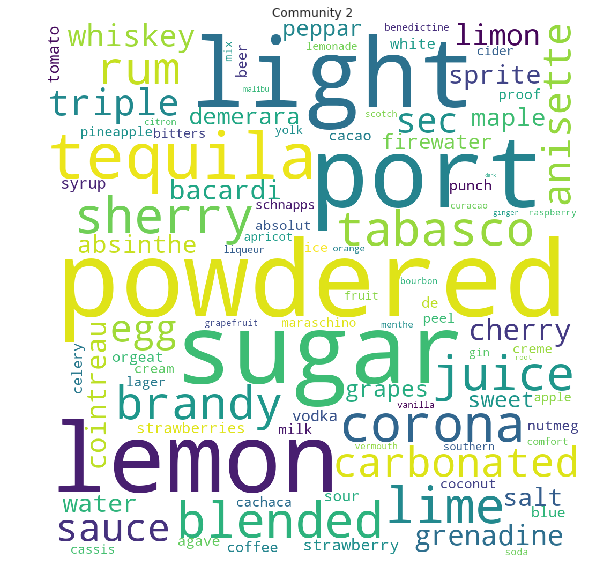 Community 2
tomato
whiskey
mix
beer
peppar
lemonade
benedictine
white
limon
cider
rum
light
sprite
anisette
triple
malibu
proof
citron
demerara
scotch
sec
maple
pineapple
bitters
yolk
cacao
firewater
tequila
port
syrup
bacardi
schnapps
punch
dark
curacao
ginger
raspberry
sherry
absolut
tabasco
absinthe
apricot
liqueur
ice
orange
powdered
bourbon
fruit
de
cointreau
egg
grapefruit
maraschino
menthe
peel
cherry
celery
orgeat
cream
lager
sugar
gin
creme
root
juice
brandy
grapes
sweet
apple
strawberries
vodka
milk
vanilla
corona
nutmeg
lemon
vermouth
southern
comfort
carbonated
coconut
water
cachaca
sour
lime
salt
blue
sauce
blended
grenadine
cassis
agave
coffee
strawberry
soda